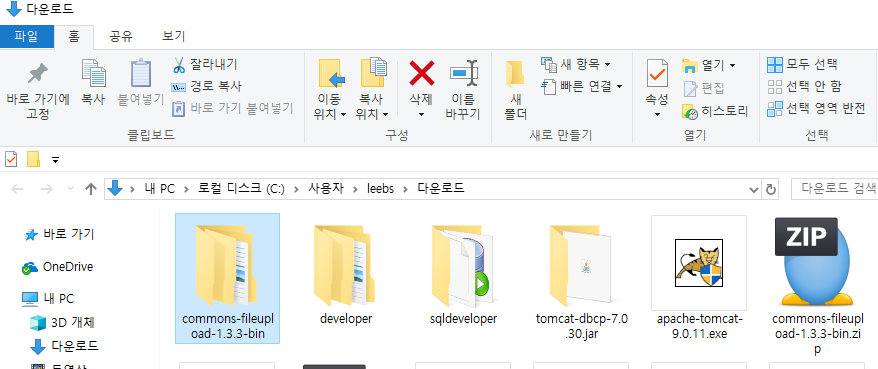 다운로드
파일 홈 공유 보기
바로 가기에
고정
복사
붙여넣기
잘라내기
경로 복사
바로 가기 붙여넣기
클립보드
이동
위치
복사
위치
삭제
이름
바꾸기
구성
새
폴더
새 항목
빠른 연결
새로 만들기
속성
열기
편집
히스토리
열기
모두 선택
선택 안 함
선택 영역 반전
선택
내 PC > 로컬 디스크 (C:) > 사용자 > leebs > 다운로드
다운로드 검색
바로 가기
OneDrive
내 PC
3D 개체
다운로드
commons-fileupl
oad-1.3.3-bin
developer
sqldeveloper
tomcat-dbcp-7.0
.30.jar
apache-tomcat-
9.0.11.exe
ZIP
commons-fileupl
oad-1.3.3-bin.zi
p